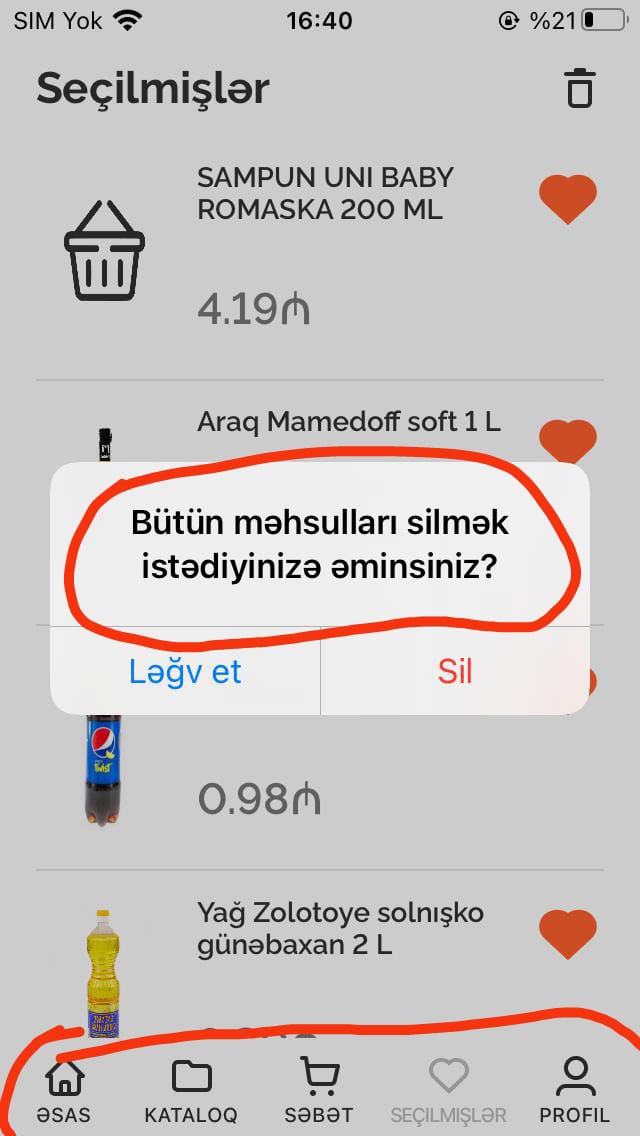 SIM Yok 16:40 %21
Seçilmişlər
SAMPUN UNI BABY
ROMASKA 200 ML
4.19₼
Araq Mamedoff soft 1 L
Bütün məhsulları silmək
istədiyinizə əminsiniz?
Ləğv et Sil
TWIST
0.98₼
Yağ Zolotoye solnışko
günəbaxan 2 L
ƏSAS KATALOQ SƏBƏT SEÇİLMİŞLƏR PROFIL